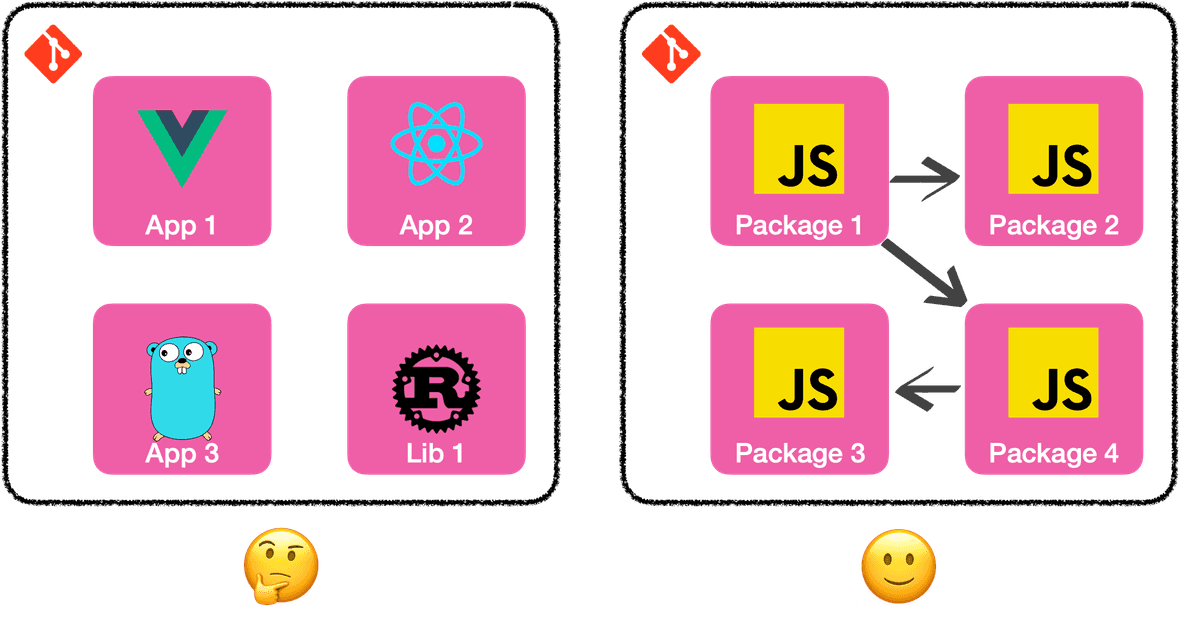 App 1
App 2
App 3
R
Lib 1
JS
Package 1
JS
Package 2
JS
Package 3
JS
Package 4